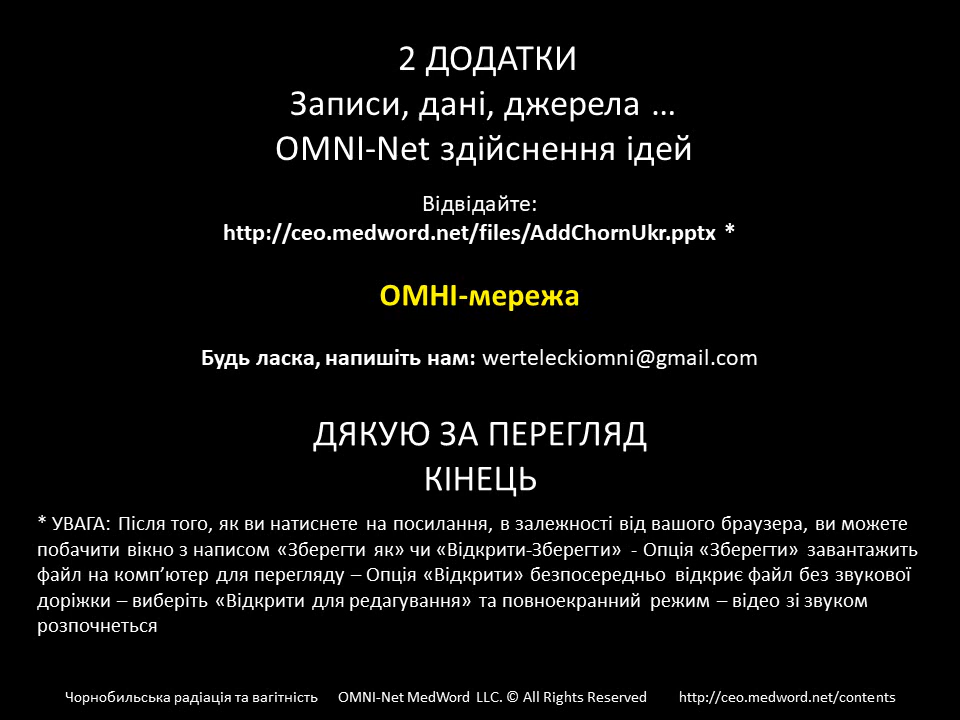 2 ДОДАТКИ
Записи, дані, джерела …
OMNI-Net здійснення ідей
Відвідайте:
http://ceo.medword.net/files/AddChornUkr.pptx *
ОМНІ-мережа
Будь ласка, напишіть нам: werteleckiomni@gmail.com
ДЯКУЮ ЗА ПЕРЕГЛЯД
КІНЕЦЬ
* УВАГА: Після того, як ви натиснете на посилання, в залежності від вашого браузера, ви можете
побачити вікно з написом «Зберегти як» чи «Відкрити-Зберегти» - Опція «Зберегти» завантажить
файл на комп’ютер для перегляду – Опція «Відкрити» безпосередньо відкриє файл без звукової
доріжки – виберіть «Відкрити для редагування» та повноекранний режим – відео зі звуком
розпочнеться
Чорнобильська радіація та вагітність OMNI-Net MedWord LLC. © All Rights Reserved http://ceo.medword.net/contents